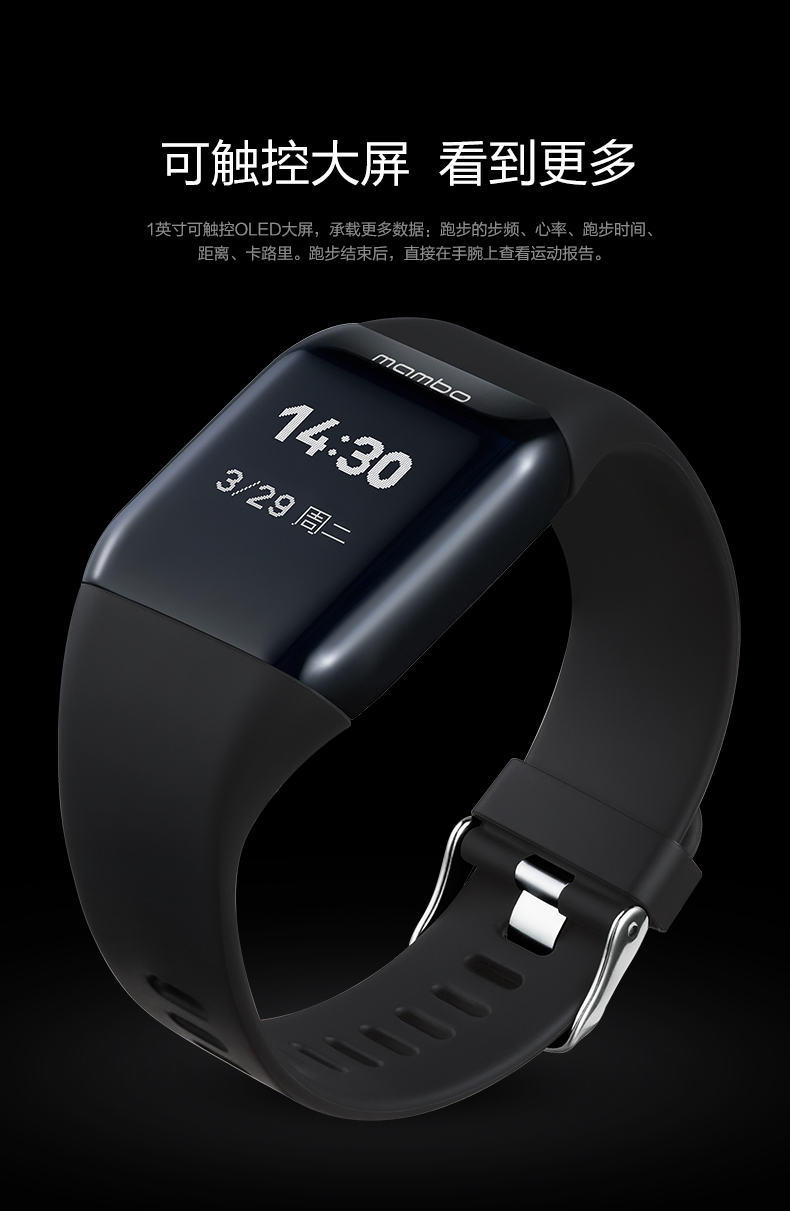 可触控大屏 看到更多
1英寸可触控OLED大屏，承载更多数据：跑步的步频、心率、跑步时间、
距离、卡路里。跑步结束后，直接在手腕上查看运动报告。
mambo
14:30
3/29 周二